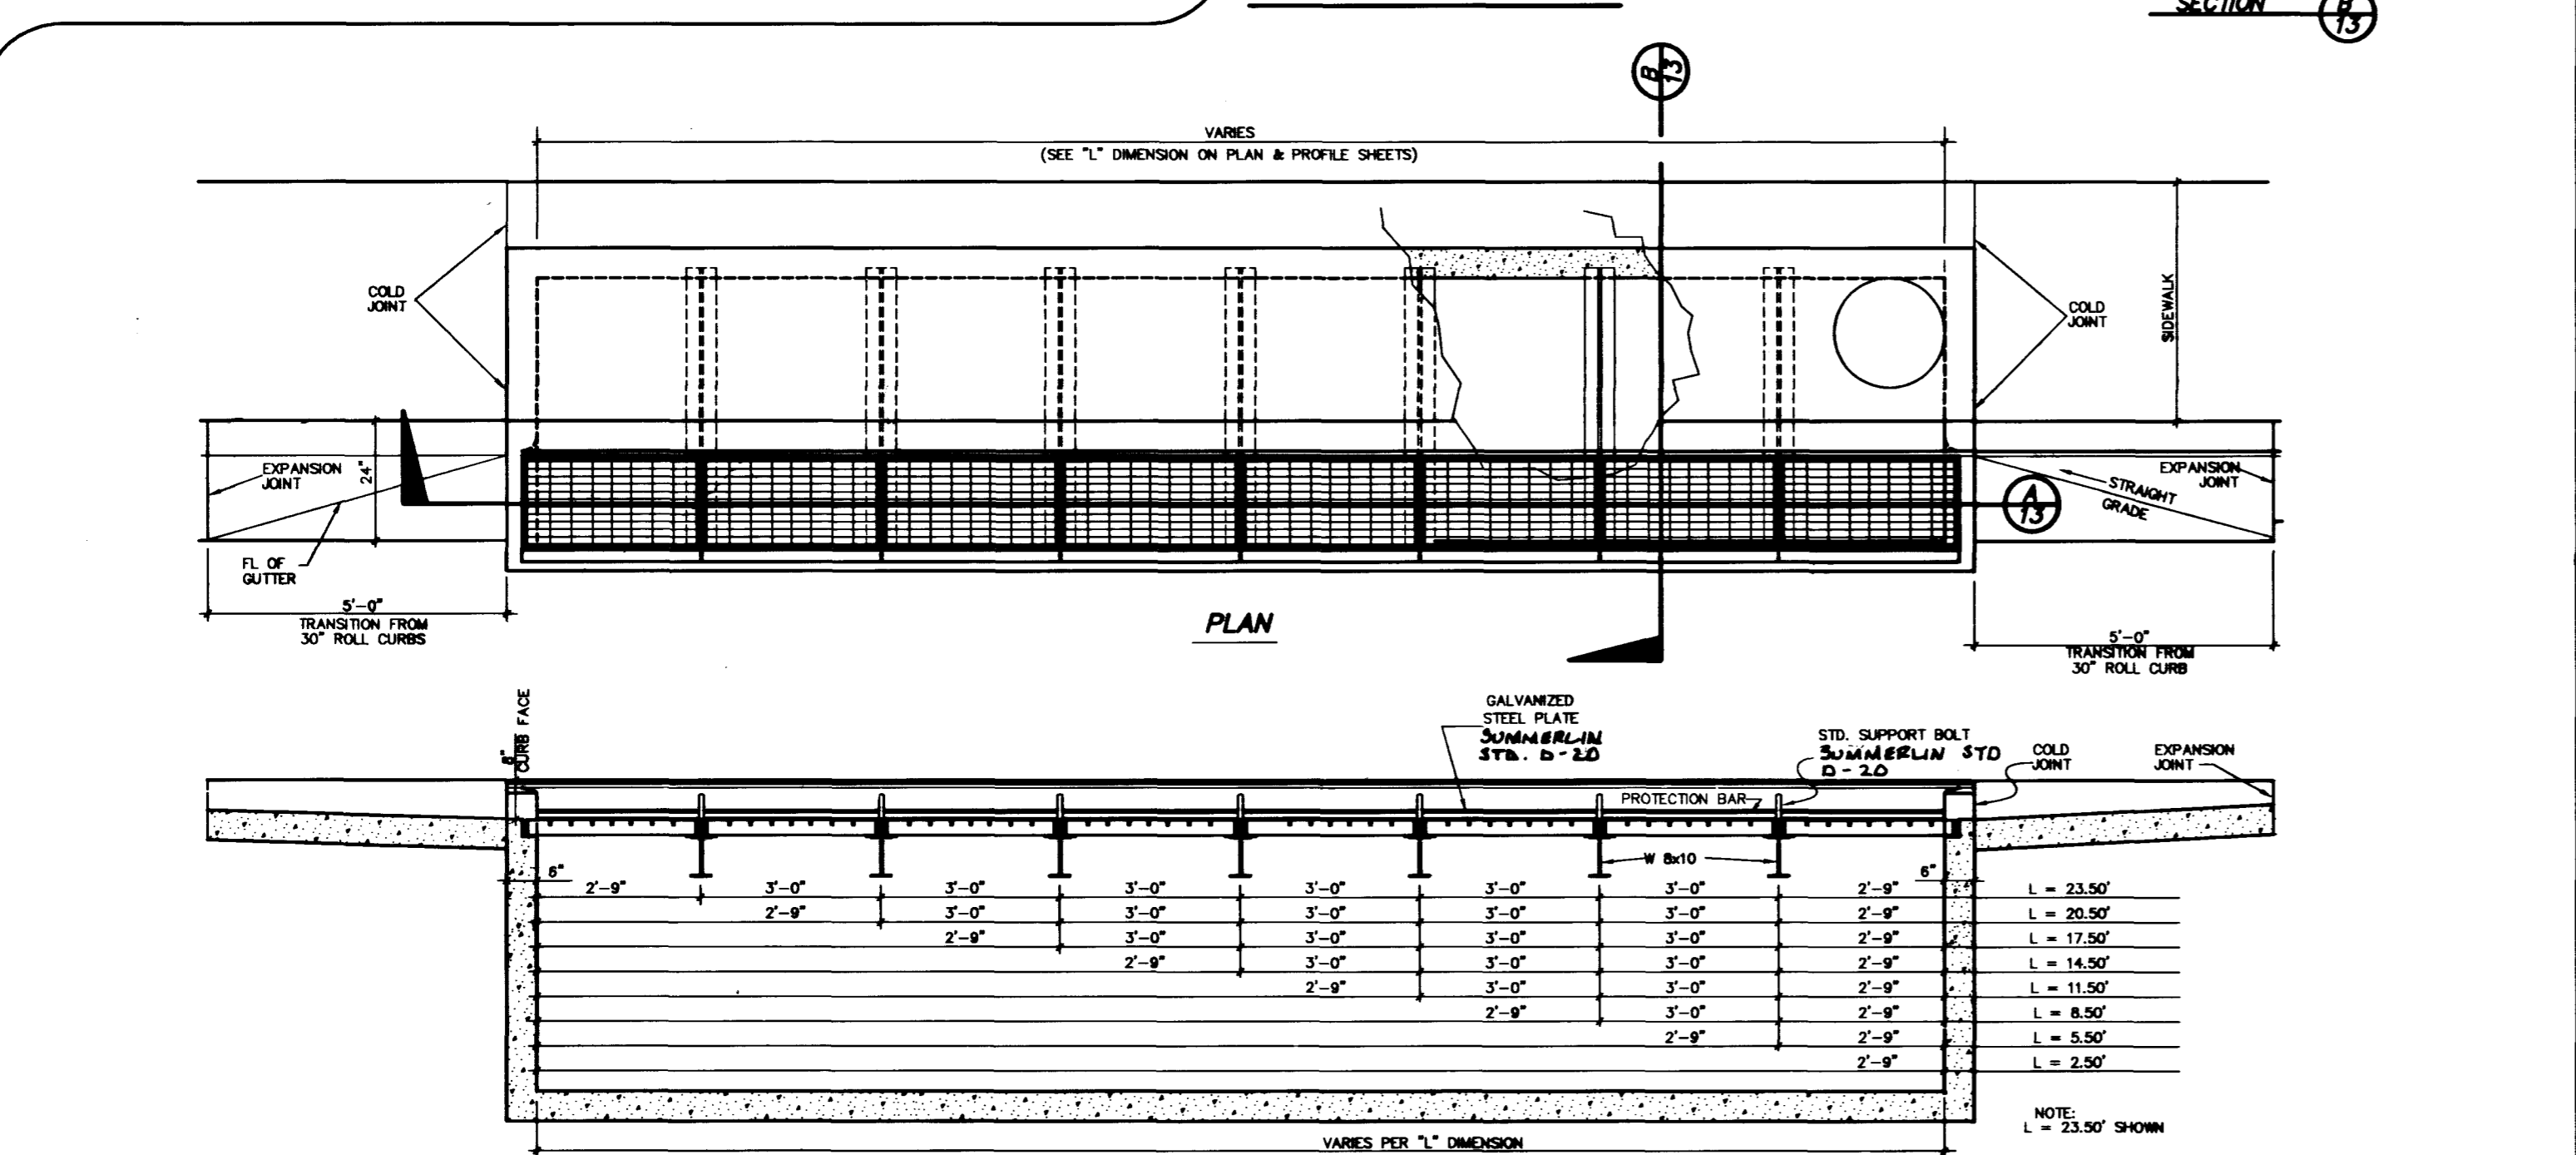 SECTION B
13
B
13
VARIES
(SEE "L" DIMENSION ON PLAN & PROFILE SHEETS)
COLD
JOINT
COLD
JOINT
SIDEWALK
EXPANSION
JOINT
24"
EXPANSION
JOINT
STRAIGHT
GRADE
A
13
FL OF
GUTTER
5'-0"
TRANSITION FROM
30" ROLL CURBS
PLAN
5'-0"
TRANSITION FROM
30" ROLL CURB
8"
CURB FACE
GALVANIZED
STEEL PLATE
SUMMERLIN
STD. D-20
STD. SUPPORT BOLT
SUMMERLIN STD
D-20
COLD
JOINT
EXPANSION
JOINT
PROTECTION BAR
W 8x10
6" 6"
2'-9" 3'-0" 3'-0" 3'-0" 3'-0" 3'-0" 3'-0" 2'-9" L = 23.50'
2'-9" 3'-0" 3'-0" 3'-0" 3'-0" 3'-0" 2'-9" L = 20.50'
2'-9" 3'-0" 3'-0" 3'-0" 3'-0" 2'-9" L = 17.50'
2'-9" 3'-0" 3'-0" 3'-0" 2'-9" L = 14.50'
2'-9" 3'-0" 3'-0" 2'-9" L = 11.50'
2'-9" 3'-0" 2'-9" L = 8.50'
2'-9" 2'-9" L = 5.50'
2'-9" L = 2.50'
NOTE:
L = 23.50' SHOWN
VARIES PER "L" DIMENSION